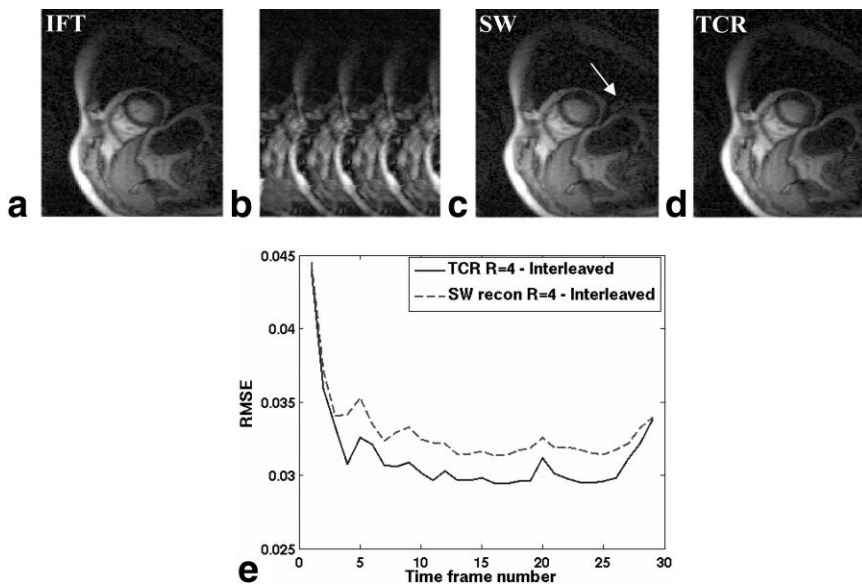 IFT
SW
TCR
a
b
c
d
0.045
TCR R=4 - Interleaved
SW recon R=4 - Interleaved
0.04
0.035
RMSE
0.03
0.025
0
5
10
15
20
25
30
e
Time frame number